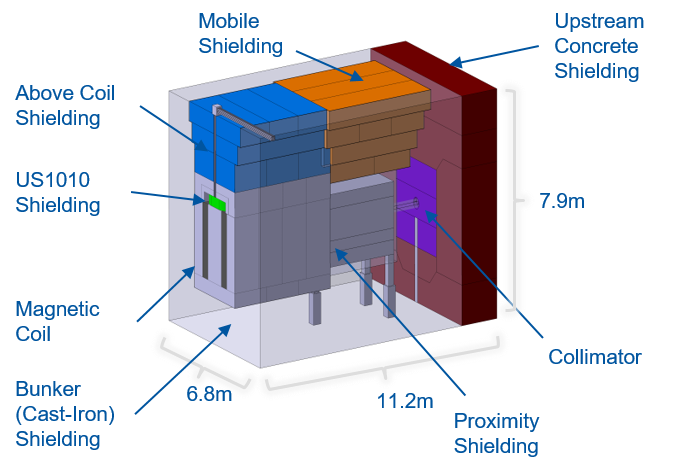 Mobile
Shielding
Upstream
Concrete
Shielding
Above Coil
Shielding
US1010
Shielding
7.9m
Magnetic
Coil
Collimator
Bunker
(Cast-Iron)
Shielding
6.8m
11.2m
Proximity
Shielding